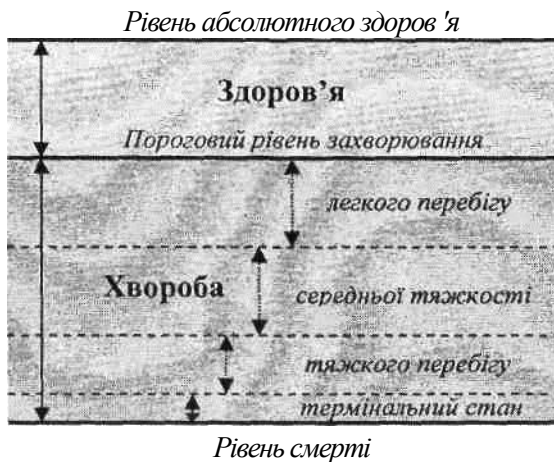 Рівень абсолютного здоров 'я
Здоров’я
Пороговий рівень захворювання
легкого перебігу
Хвороба
середньої тяжкості
тяжкого перебігу
термінальний стан
Рівень смерті